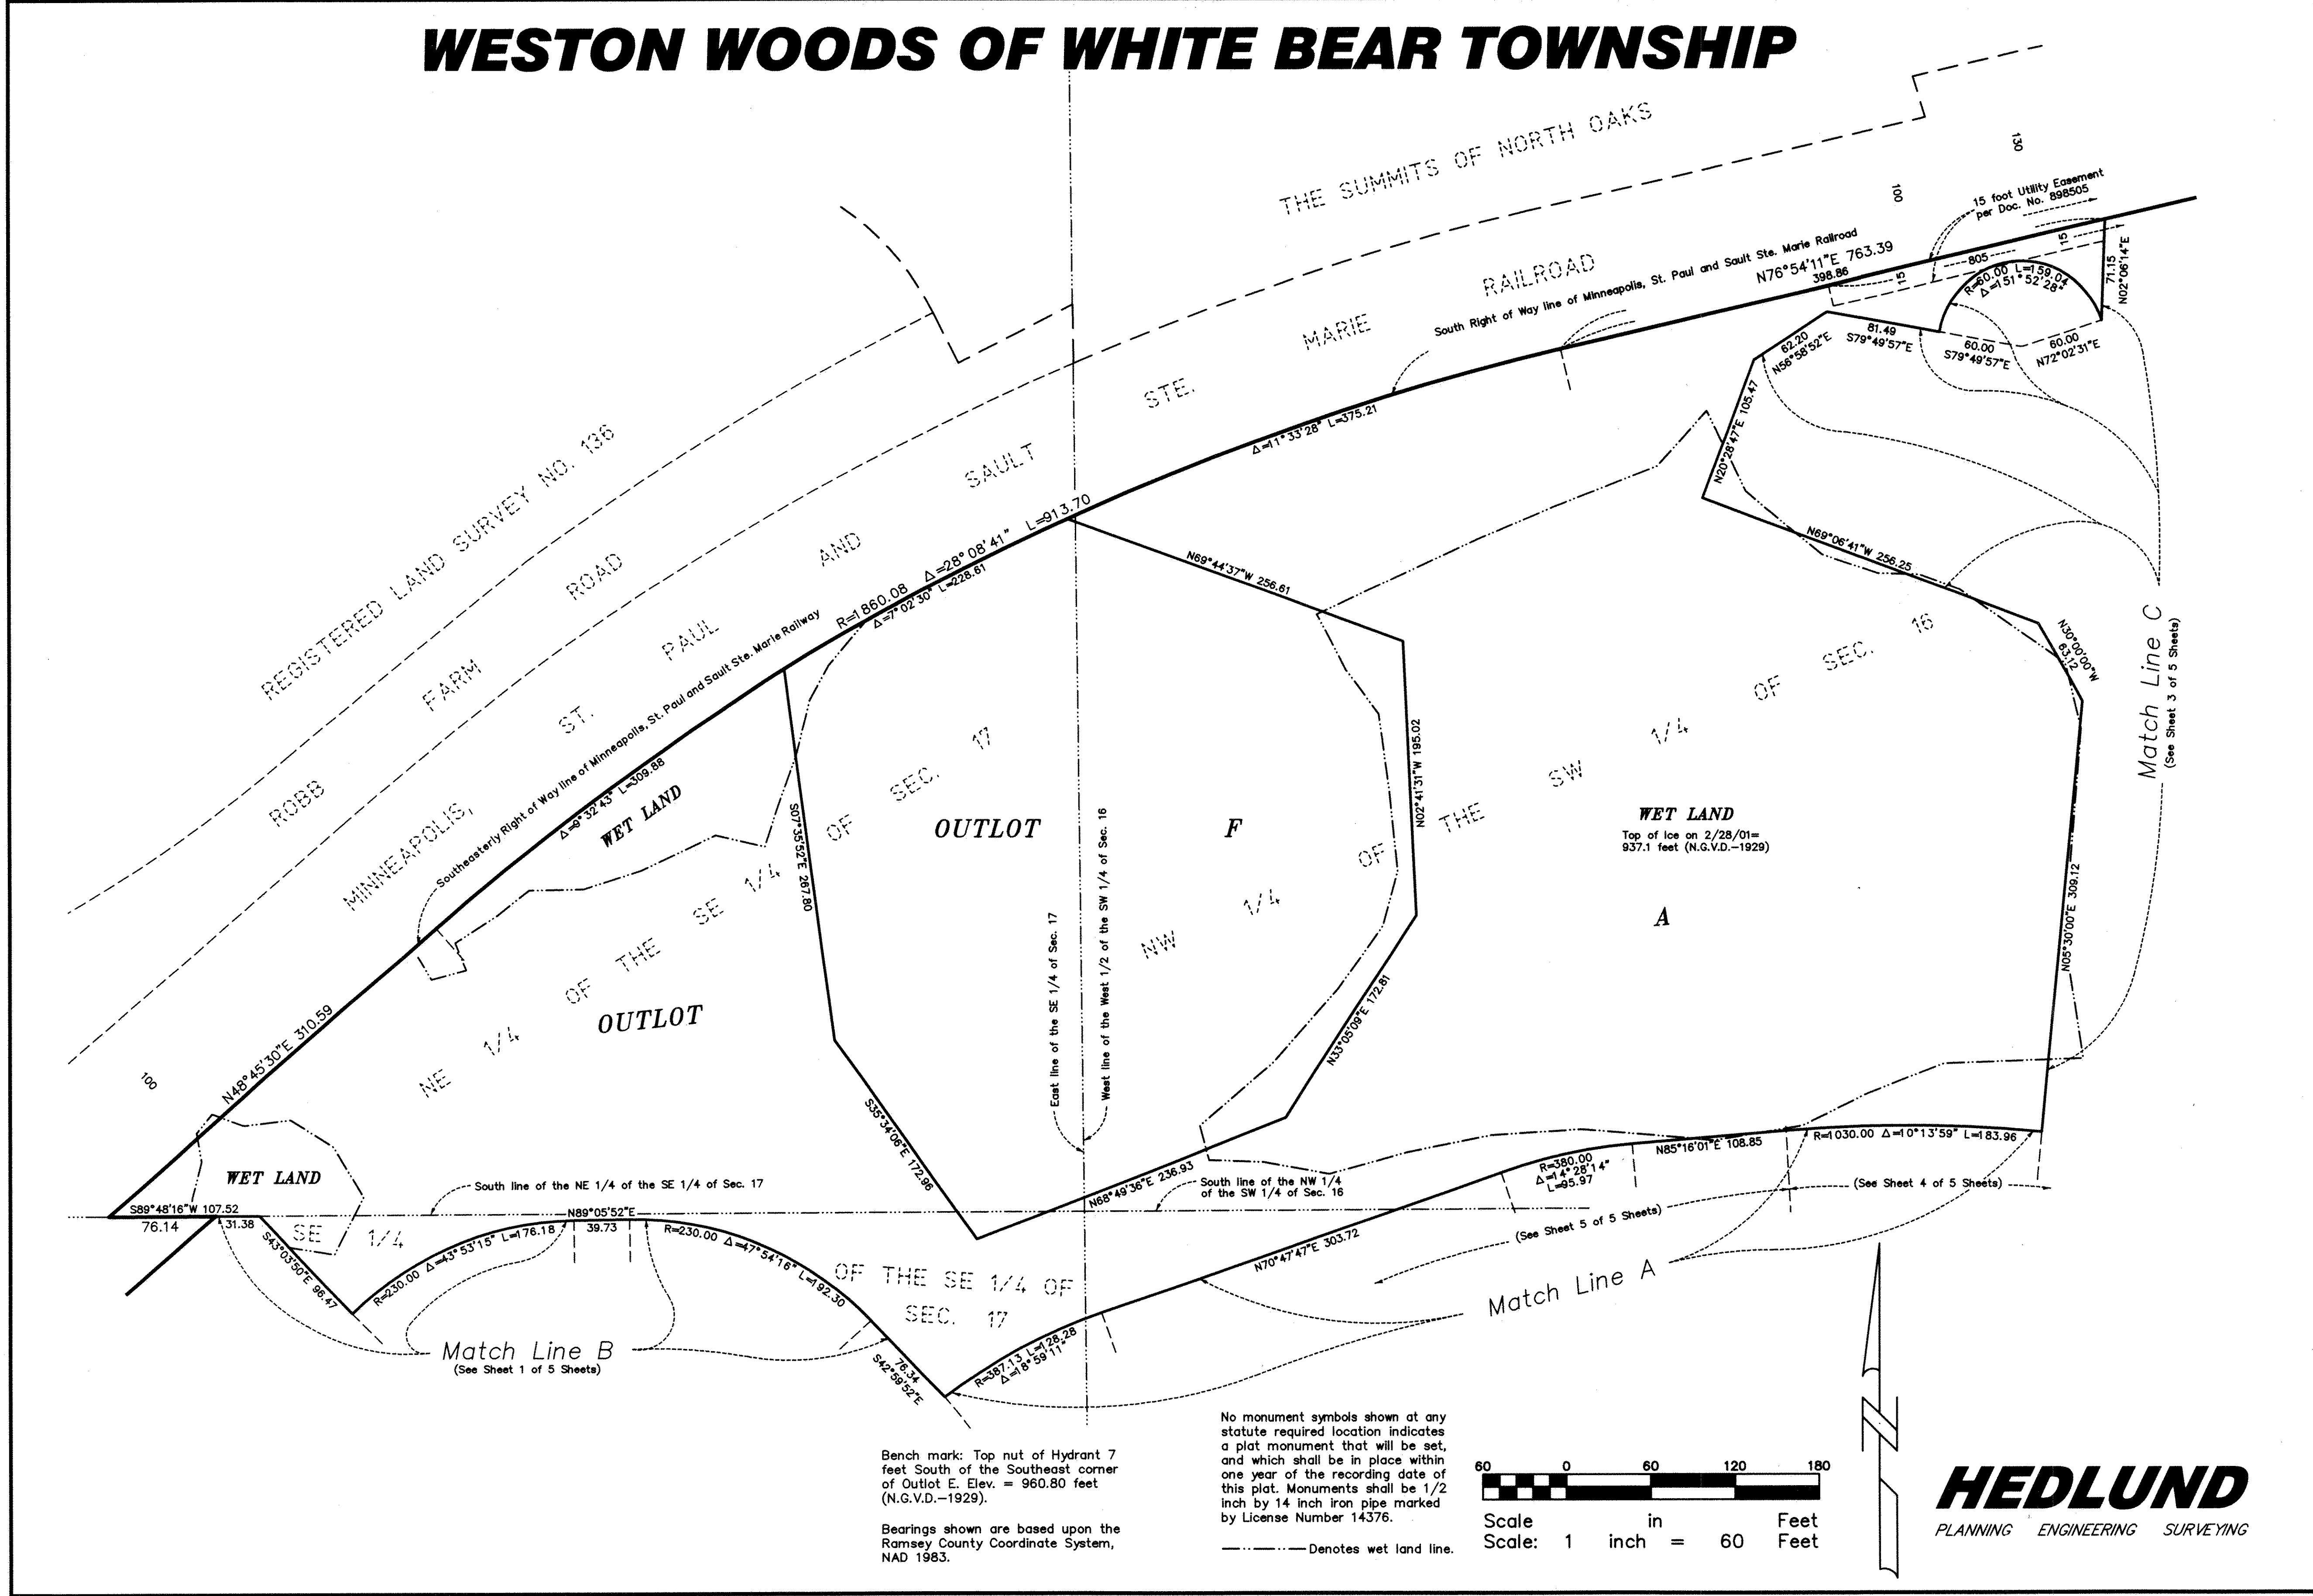 WESTON WOODS OF WHITE BEAR TOWNSHIP
THE SUMMITS OF NORTH OAKS
130
100
15 foot Utility Easement
per Doc. No. 898505
RAILROAD
South Right of Way line of Minneapolis, St. Paul and Sault Ste. Marie Railroad
N76°54'11"E 763.39
398.86
15
805
15
71.15
N02°06'14"E
R=60.00 L=159.04
Δ=151°52'28"
MARIE
62.20
N56°58'52"E
81.49
S79°49'57"E
60.00
S79°49'57"E
60.00
N72°02'31"E
STE.
N20°28'47"E 105.47
Δ=11°33'28" L=375.21
REGISTERED LAND SURVEY NO. 136
SAULT
AND
ROAD
PAUL
FARM
ST.
ROBB
MINNEAPOLIS,
R=1860.08 Δ=28°08'41" L=913.70
Δ=7°02'30" L=228.61
Southeasterly Right of Way line of Minneapolis, St. Paul and Sault Ste. Marie Railway
Δ=9°32'43" L=309.88
WET LAND
N69°44'37"W 256.61
N69°06'41"W 256.25
N30°00'00"W
63.12
Match Line C
(See Sheet 3 of 5 Sheets)
NW 1/4 OF THE SW 1/4 OF SEC. 16
N02°41'31"W 195.02
WET LAND
Top of Ice on 2/28/01=
937.1 feet (N.G.V.D.-1929)
A
N05°30'00"E 309.12
S07°35'52"E 267.80
OUTLOT F
East line of the SE 1/4 of Sec. 17
West line of the West 1/2 of the SW 1/4 of Sec. 16
NE 1/4 OF THE SE 1/4 OF SEC. 17
OUTLOT
N33°05'09"E 172.81
N48°45'30"E 310.59
100
S35°34'06"E 172.96
N68°49'36"E 236.93
WET LAND
South line of the NE 1/4 of the SE 1/4 of Sec. 17
South line of the NW 1/4
of the SW 1/4 of Sec. 16
R=380.00
Δ=14°28'14"
L=95.97
N85°16'01"E 108.85
R=1030.00 Δ=10°13'59" L=183.96
(See Sheet 4 of 5 Sheets)
(See Sheet 5 of 5 Sheets)
S89°48'16"W 107.52
76.14
31.38
S43°03'50"E 96.47
N89°05'52"E
39.73
R=230.00 Δ=43°53'15" L=176.18
R=230.00 Δ=47°54'16" L=192.30
SE 1/4 OF THE SE 1/4 OF
SEC. 17
N70°47'47"E 303.72
Match Line A
Match Line B
(See Sheet 1 of 5 Sheets)
76.34
S42°59'52"E
R=387.13 L=128.28
Δ=18°59'11"
Bench mark: Top nut of Hydrant 7
feet South of the Southeast corner
of Outlot E. Elev. = 960.80 feet
(N.G.V.D.-1929).
Bearings shown are based upon the
Ramsey County Coordinate System,
NAD 1983.
No monument symbols shown at any
statute required location indicates
a plat monument that will be set,
and which shall be in place within
one year of the recording date of
this plat. Monuments shall be 1/2
inch by 14 inch iron pipe marked
by License Number 14376.
Denotes wet land line.
60 0 60 120 180
Scale in Feet
Scale: 1 inch = 60 Feet
N
HEDLUND
PLANNING ENGINEERING SURVEYING